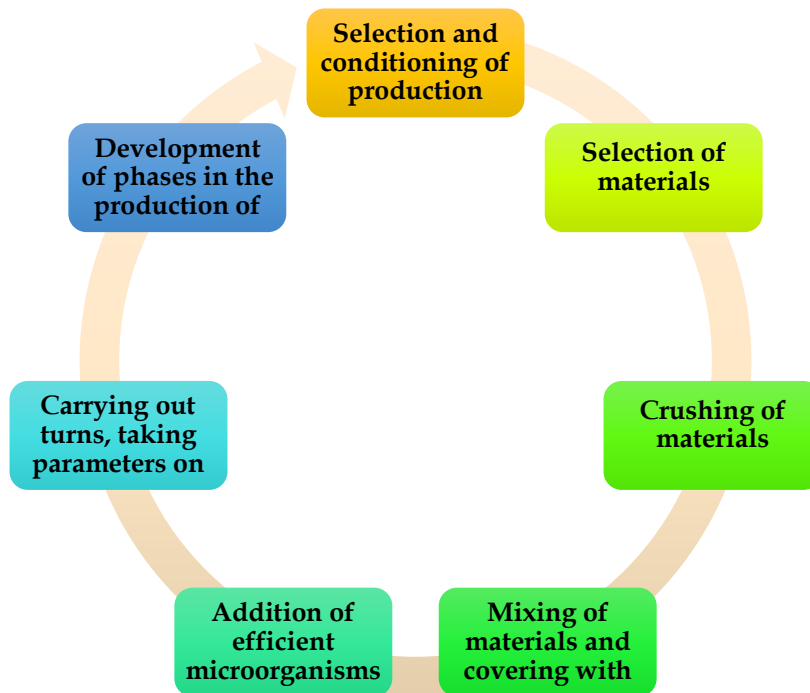 Selection and
conditioning of
production
Selection of
materials
Crushing of
materials
Mixing of
materials and
covering with
Addition of
efficient
microorganisms
Carrying out
turns, taking
parameters on
Development
of phases in the
production of